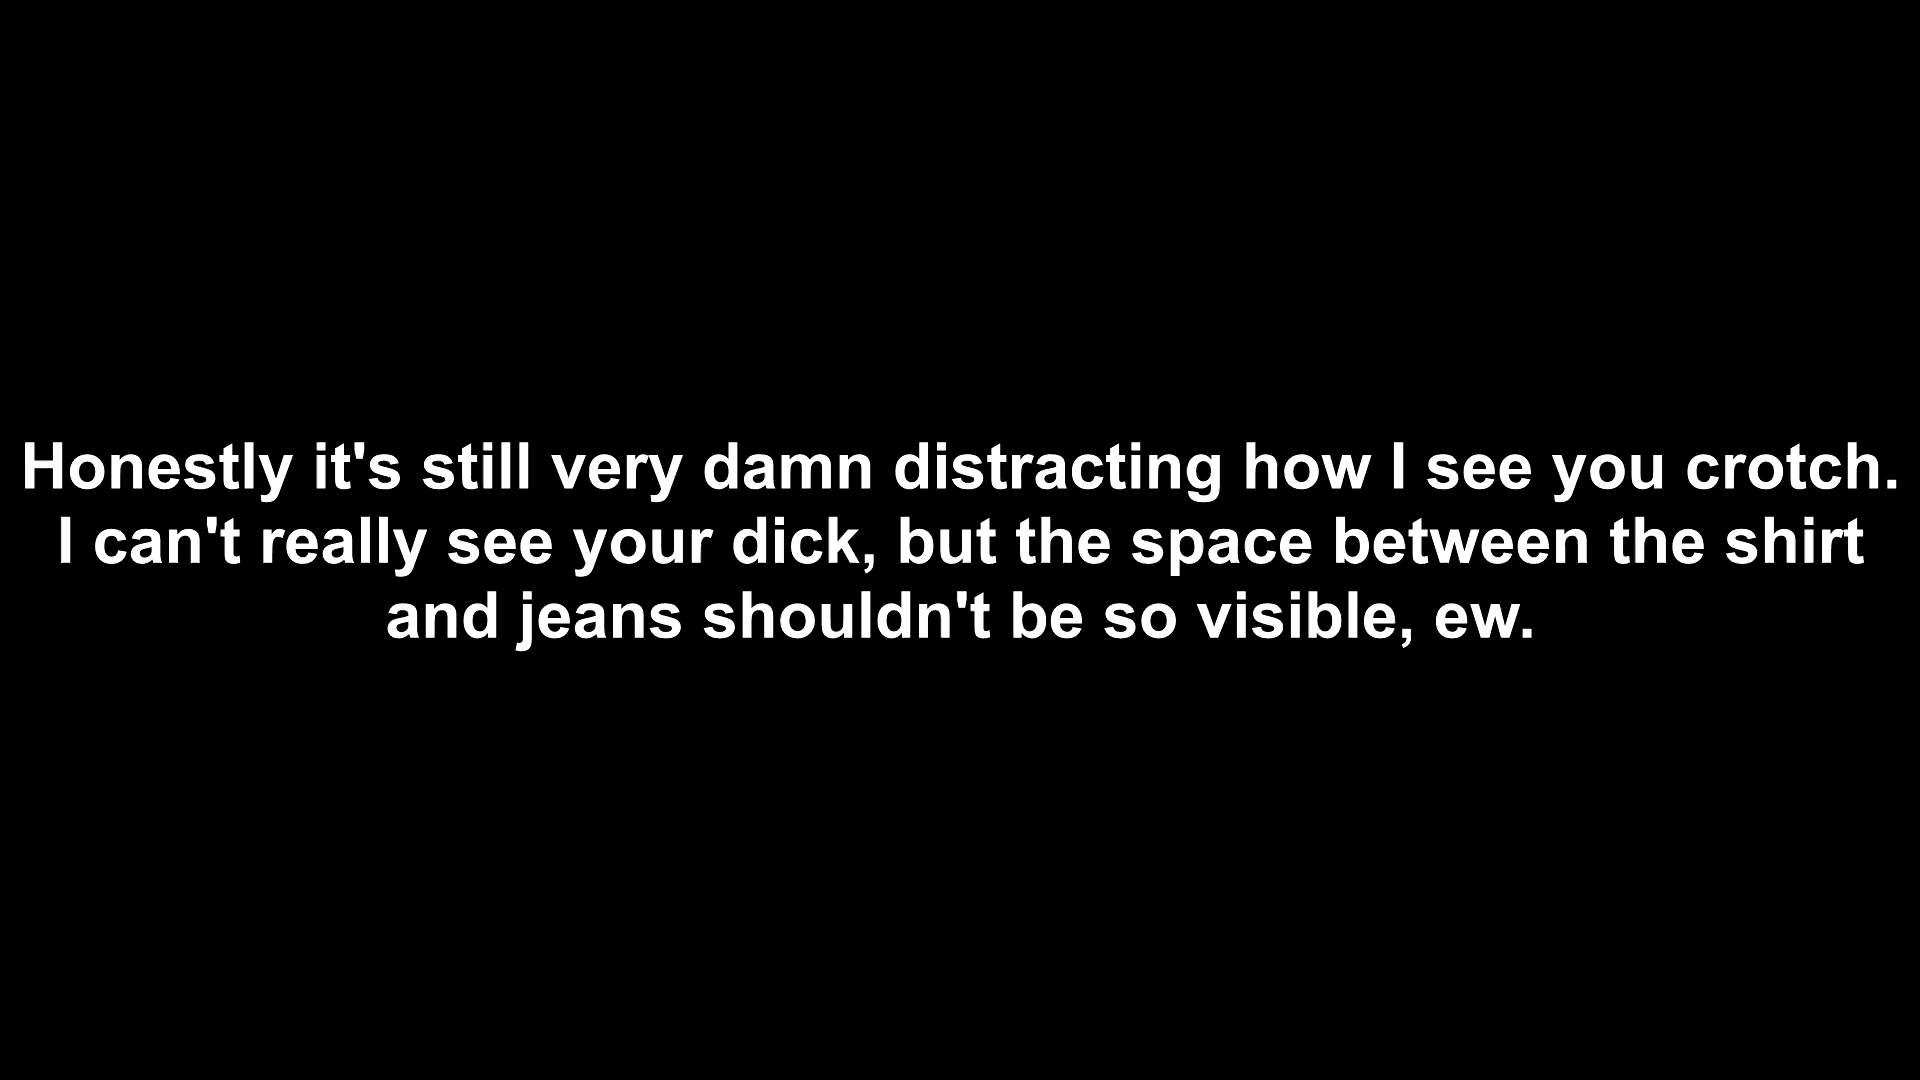 Honestly it's still very damn distracting how I see you crotch.
I can't really see your dick, but the space between the shirt
and jeans shouldn't be so visible, ew.